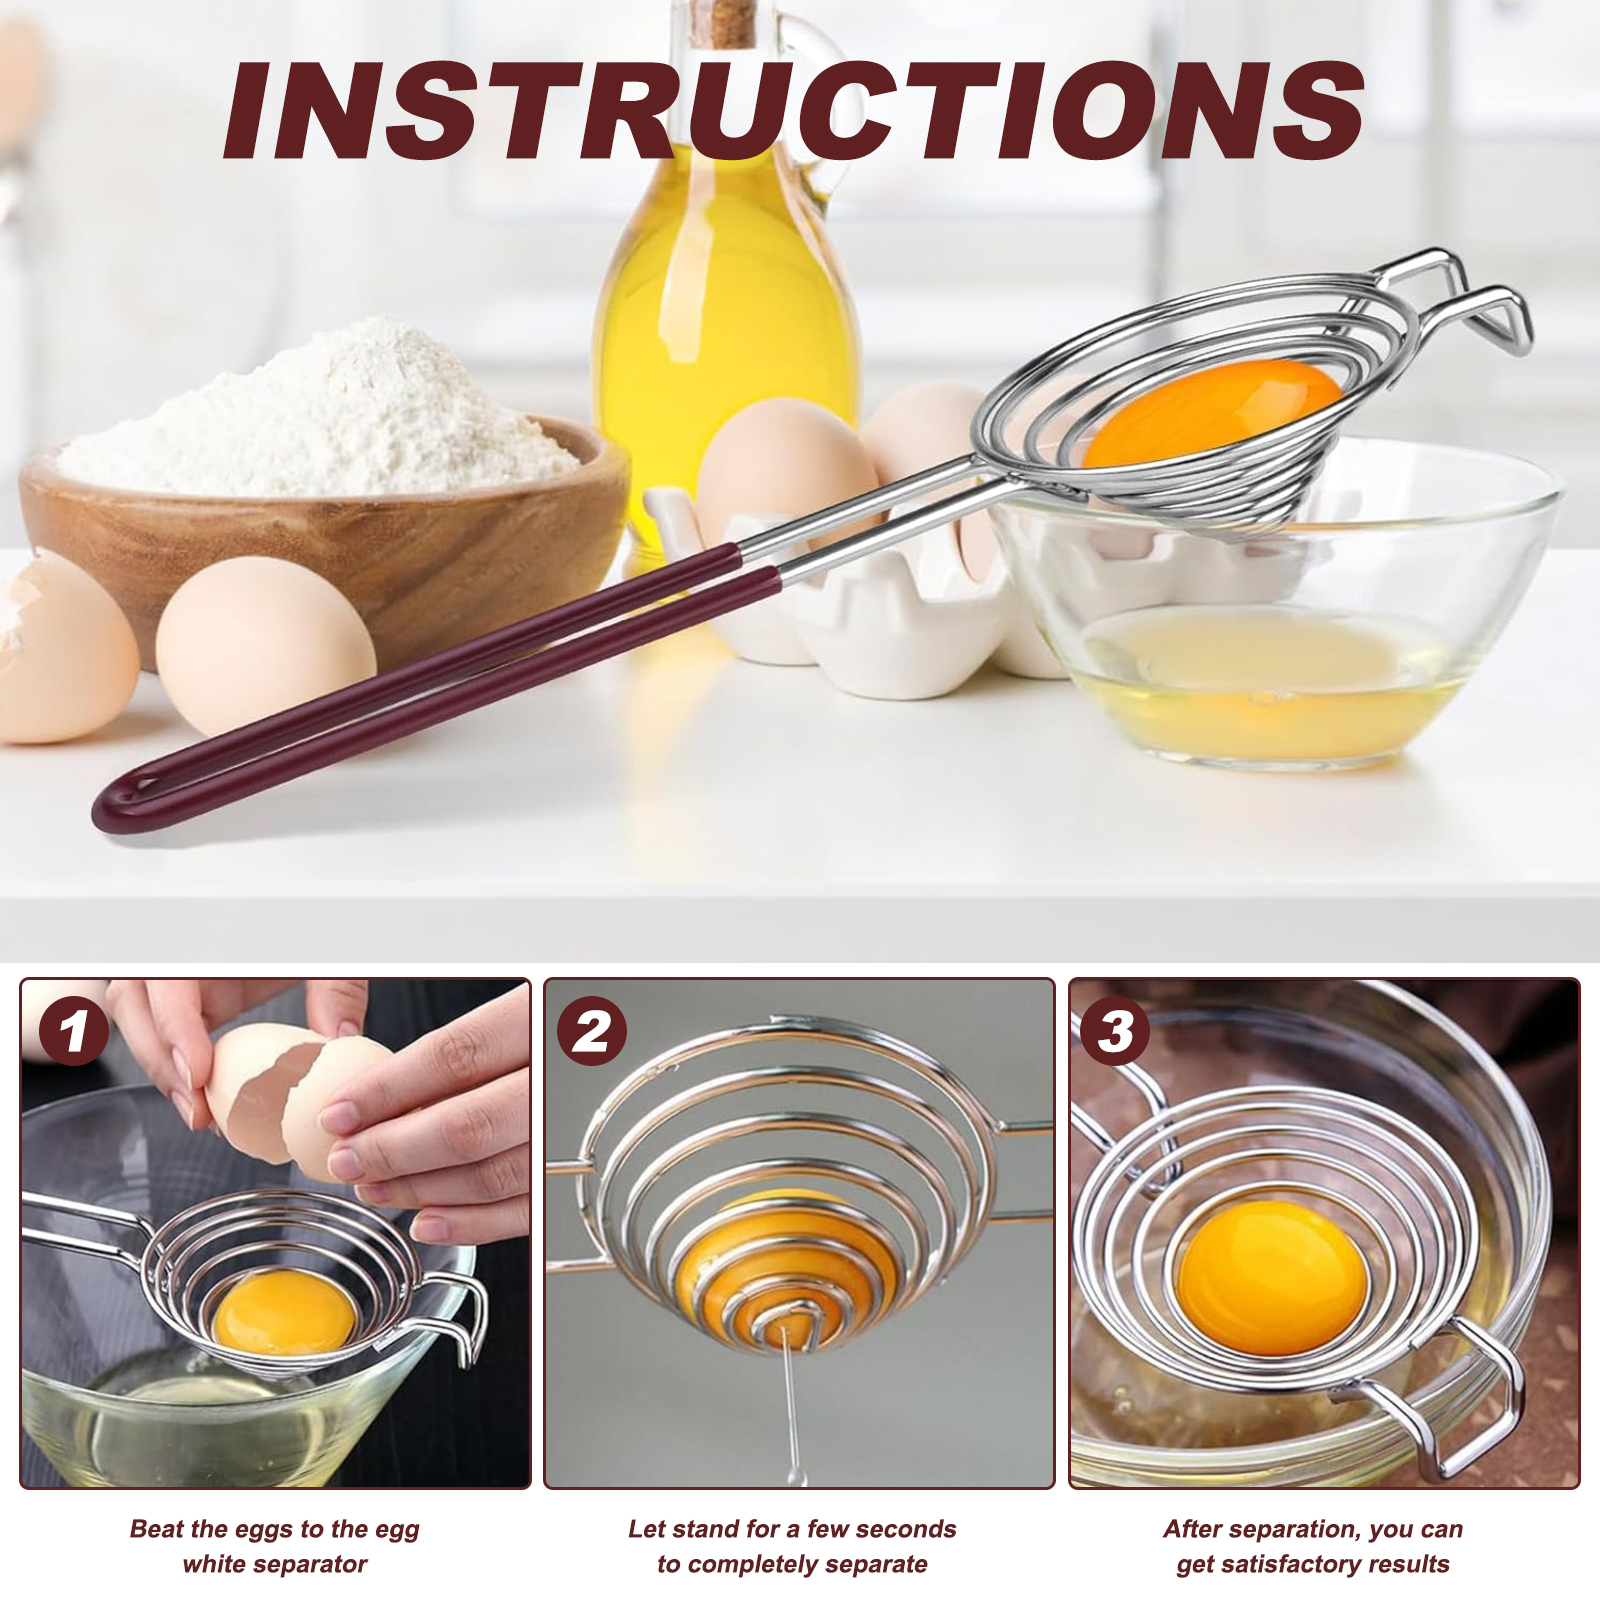 INSTRUCTIONS
1
2
3
Beat the eggs to the egg
white separator
Let stand for a few seconds
to completely separate
After separation, you can
get satisfactory results